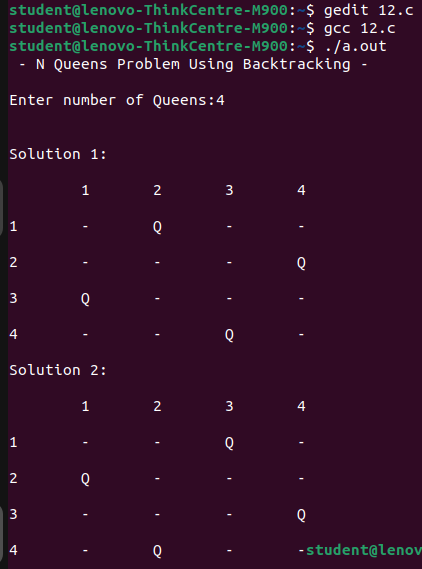 student@lenovo-ThinkCentre-M900:~$ gedit 12.c
student@lenovo-ThinkCentre-M900:~$ gcc 12.c
student@lenovo-ThinkCentre-M900:~$ ./a.out
- N Queens Problem Using Backtracking -
Enter number of Queens:4
Solution 1:
1 2 3 4
1 - Q - -
2 - - - Q
3 Q - - -
4 - - Q -
Solution 2:
1 2 3 4
1 - - Q -
2 Q - - -
3 - - - Q
4 - Q - -student@lenov